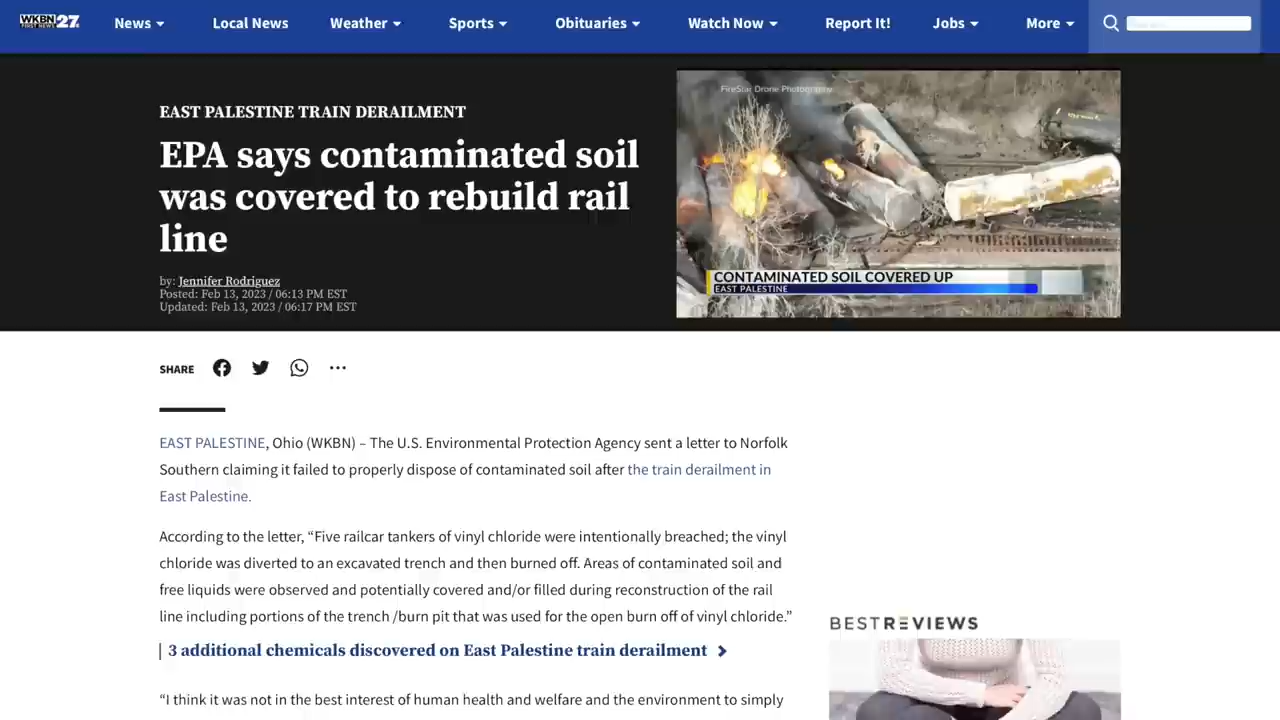 WKBN 27
FIRST NEWS
News
Local News
Weather
Sports
Obituaries
Watch Now
Report It!
Jobs
More
EAST PALESTINE TRAIN DERAILMENT
EPA says contaminated soil
was covered to rebuild rail
line
by: Jennifer Rodriguez
Posted: Feb 13, 2023 / 06:13 PM EST
Updated: Feb 13, 2023 / 06:17 PM EST
FireStar Drone Photography
CONTAMINATED SOIL COVERED UP
EAST PALESTINE
SHARE
EAST PALESTINE, Ohio (WKBN) – The U.S. Environmental Protection Agency sent a letter to Norfolk
Southern claiming it failed to properly dispose of contaminated soil after the train derailment in
East Palestine.
According to the letter, “Five railcar tankers of vinyl chloride were intentionally breached; the vinyl
chloride was diverted to an excavated trench and then burned off. Areas of contaminated soil and
free liquids were observed and potentially covered and/or filled during reconstruction of the rail
line including portions of the trench /burn pit that was used for the open burn off of vinyl chloride.”
3 additional chemicals discovered on East Palestine train derailment
“I think it was not in the best interest of human health and welfare and the environment to simply
BESTREVIEWS